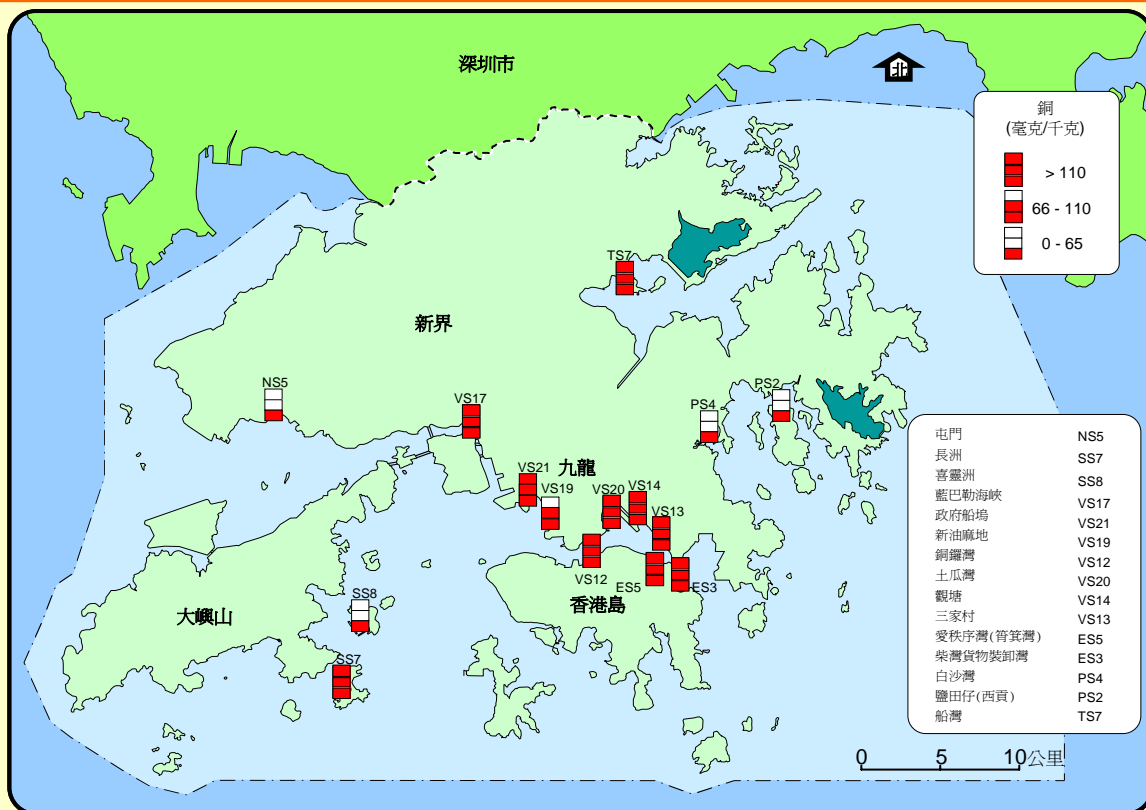 深圳市
北
銅
(毫克/千克)
> 110
66 - 110
0 - 65
TS7
新界
NS5
VS17
PS4
PS2
九龍
VS21
VS19
VS20
VS14
VS13
VS12
ES5
ES3
香港島
大嶼山
SS8
SS7
屯門 NS5
長洲 SS7
喜靈洲 SS8
藍巴勒海峽 VS17
政府船塢 VS21
新油麻地 VS19
銅鑼灣 VS12
土瓜灣 VS20
觀塘 VS14
三家村 VS13
愛秩序灣(筲箕灣) ES5
柴灣貨物裝卸灣 ES3
白沙灣 PS4
鹽田仔(西貢) PS2
船灣 TS7
0 5 10公里